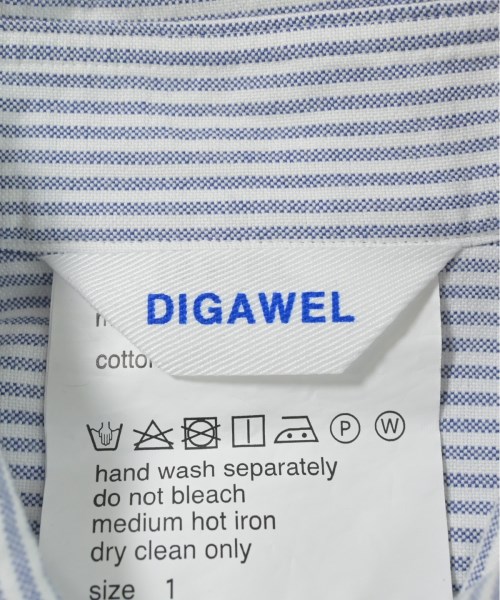 DIGAWEL
P W
hand wash separately
do not bleach
medium hot iron
dry clean only
size 1